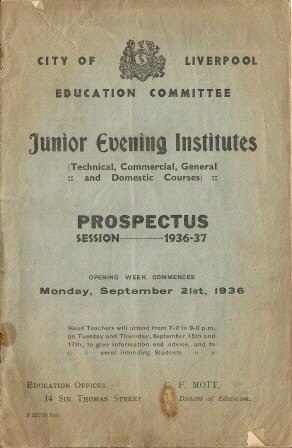 CITY OF LIVERPOOL
EDUCATION COMMITTEE
Junior Evening Institutes
(Technical, Commercial, General
:: and Domestic Courses) ::
PROSPECTUS
SESSION———1936-37
OPENING WEEK COMMENCES
Monday, September 21st, 1936
Head Teachers will attend from 7-0 to 9-0 p.m.
on Tuesday and Thursday, September 15th and
17th, to give information and advice, and to
:: :: enrol intending Students :: ::
EDUCATION OFFICES, F. MOTT,
14 SIR THOMAS STREET Director of Education.